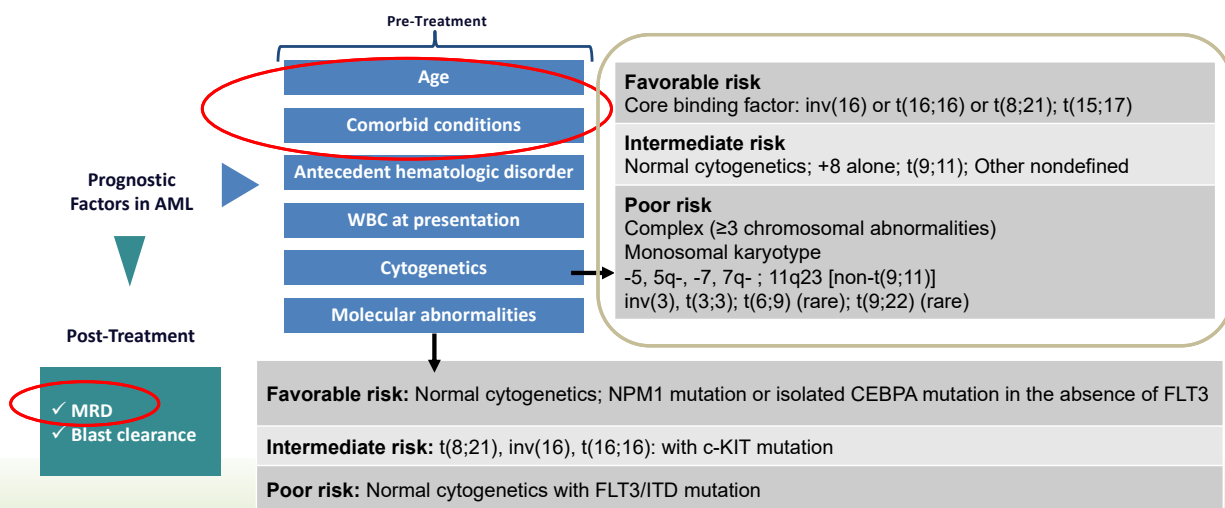 Pre-Treatment
Age
Comorbid conditions
Antecedent hematologic disorder
WBC at presentation
Cytogenetics
Molecular abnormalities
Prognostic
Factors in AML
Favorable risk
Core binding factor: inv(16) or t(16;16) or t(8;21); t(15;17)
Intermediate risk
Normal cytogenetics; +8 alone; t(9;11); Other nondefined
Poor risk
Complex (≥3 chromosomal abnormalities)
Monosomal karyotype
-5, 5q-, -7, 7q- ; 11q23 [non-t(9;11)]
inv(3), t(3;3); t(6;9) (rare); t(9;22) (rare)
Post-Treatment
✓ MRD
✓ Blast clearance
Favorable risk: Normal cytogenetics; NPM1 mutation or isolated CEBPA mutation in the absence of FLT3
Intermediate risk: t(8;21), inv(16), t(16;16): with c-KIT mutation
Poor risk: Normal cytogenetics with FLT3/ITD mutation